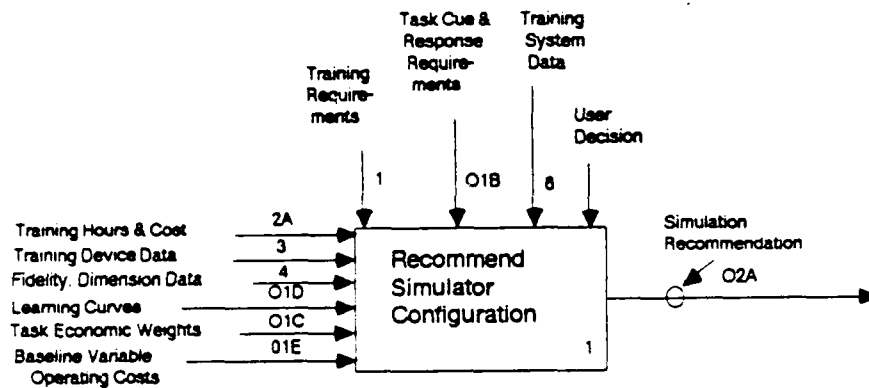 Task Cue &
Response
Require-
ments
Training
System
Data
Training
Require-
ments
User
Decision
1
O1B
6
Training Hours & Cost
2A
Training Device Data
3
Fidelity, Dimension Data
4
Learning Curves
O1D
Task Economic Weights
O1C
Baseline Variable
Operating Costs
01E
Recommend
Simulator
Configuration
1
Simulation
Recommendation
O2A